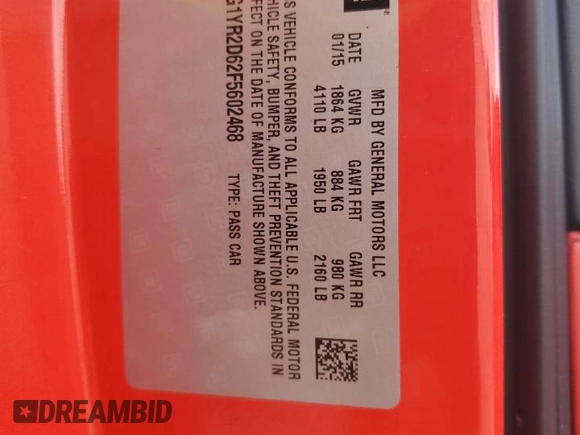 MFD BY GENERAL MOTORS LLC
DATE GVWR GAWR FRT GAWR RR
01/15 1864 KG 884 KG 980 KG
4110 LB 1950 LB 2160 LB
VEHICLE CONFORMS TO ALL APPLICABLE U.S. FEDERAL MOTOR
SAFETY, BUMPER, AND THEFT PREVENTION STANDARDS IN
EFFECT ON THE DATE OF MANUFACTURE SHOWN ABOVE.
G1YR2D62F5602468 TYPE: PASS CAR
DREAMBID